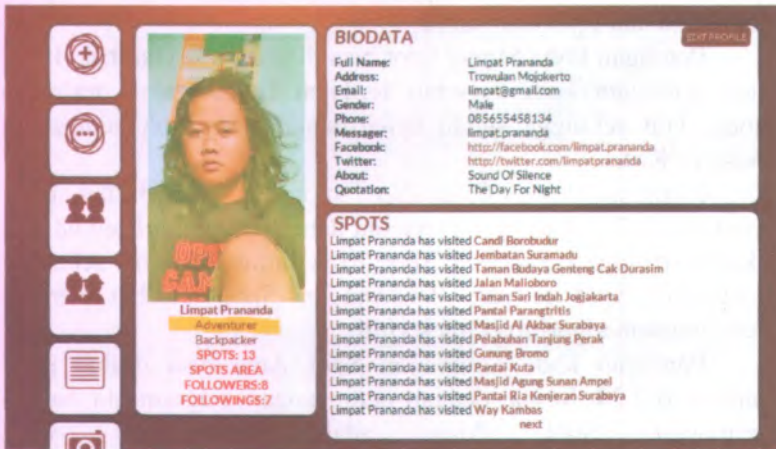 BIODATA
EDIT PROFILE
Full Name: Limpat Prananda
Address: Trowulan Mojokerto
Email: limpat@gmail.com
Gender: Male
Phone: 085655458134
Messager: limpat.prananda
Facebook: http://facebook.com/limpat.prananda
Twitter: http://twitter.com/limpatprananda
About: Sound Of Silence
Quotation: The Day For Night
Limpat Prananda
Adventurer
Backpacker
SPOTS: 13
SPOTS AREA
FOLLOWERS:8
FOLLOWINGS:7
SPOTS
Limpat Prananda has visited Candi Borobudur
Limpat Prananda has visited Jembatan Suramadu
Limpat Prananda has visited Taman Budaya Genteng Cak Durasim
Limpat Prananda has visited Jalan Malioboro
Limpat Prananda has visited Taman Sari Indah Jogjakarta
Limpat Prananda has visited Pantai Parangtritis
Limpat Prananda has visited Masjid Al Akbar Surabaya
Limpat Prananda has visited Pelabuhan Tanjung Perak
Limpat Prananda has visited Gunung Bromo
Limpat Prananda has visited Pantai Kuta
Limpat Prananda has visited Masjid Agung Sunan Ampel
Limpat Prananda has visited Pantai Ria Kenjeran Surabaya
Limpat Prananda has visited Way Kambas
next